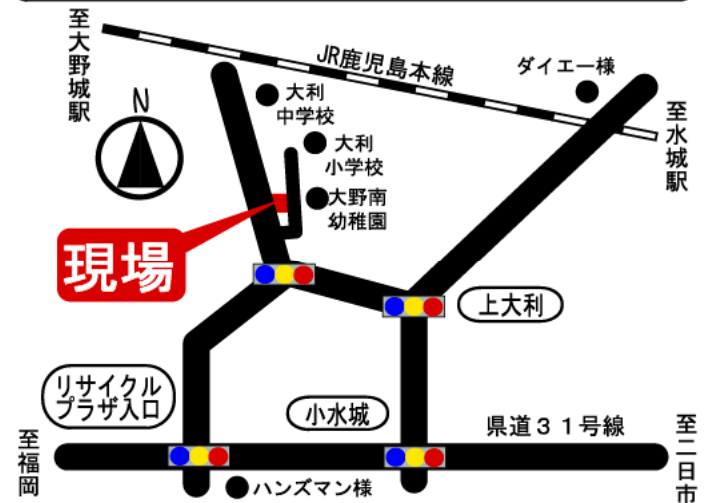 至大野城駅
JR鹿児島本線
ダイエー様
N
大利
中学校
至水城駅
大利
小学校
大野南
幼稚園
現場
上大利
リサイクル
プラザ入口
小水城
県道31号線
至福岡
至二日市
ハンズマン様